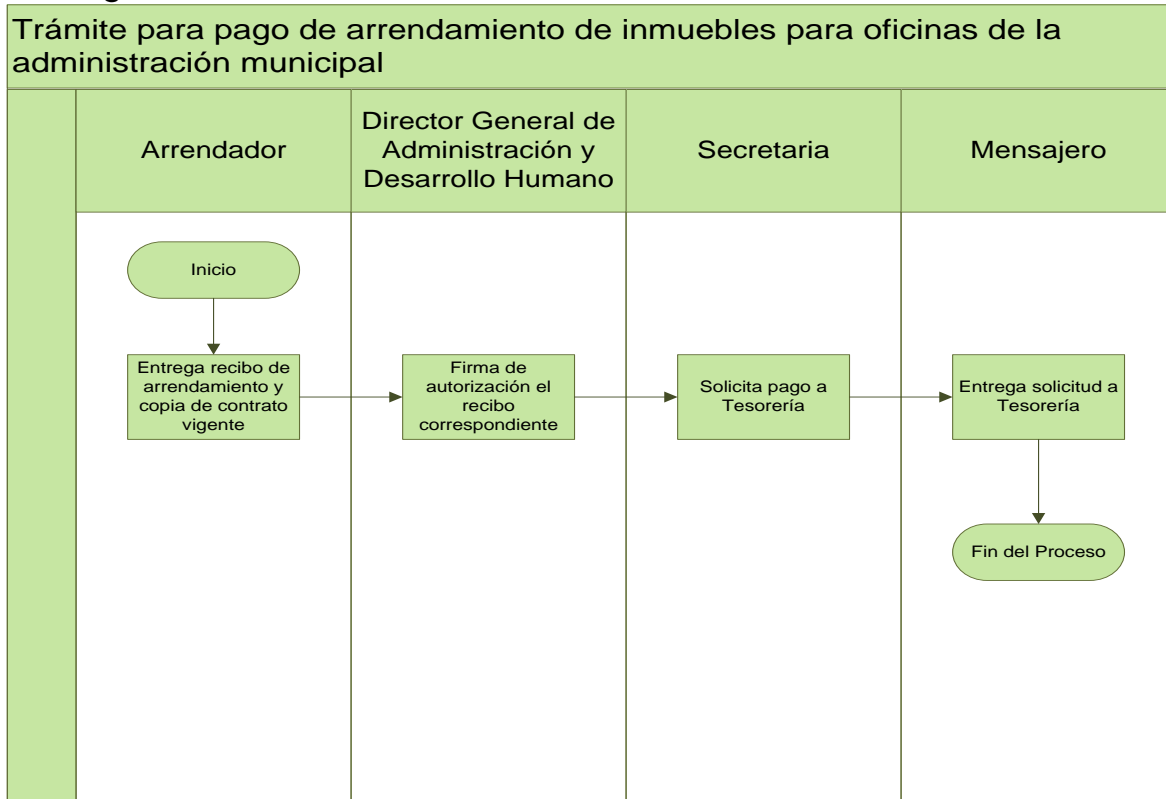 Trámite para pago de arrendamiento de inmuebles para oficinas de la
administración municipal
Arrendador
Director General de
Administración y
Desarrollo Humano
Secretaria
Mensajero
Inicio
Entrega recibo de
arrendamiento y
copia de contrato
vigente
Firma de
autorización el
recibo
correspondiente
Solicita pago a
Tesorería
Entrega solicitud a
Tesorería
Fin del Proceso